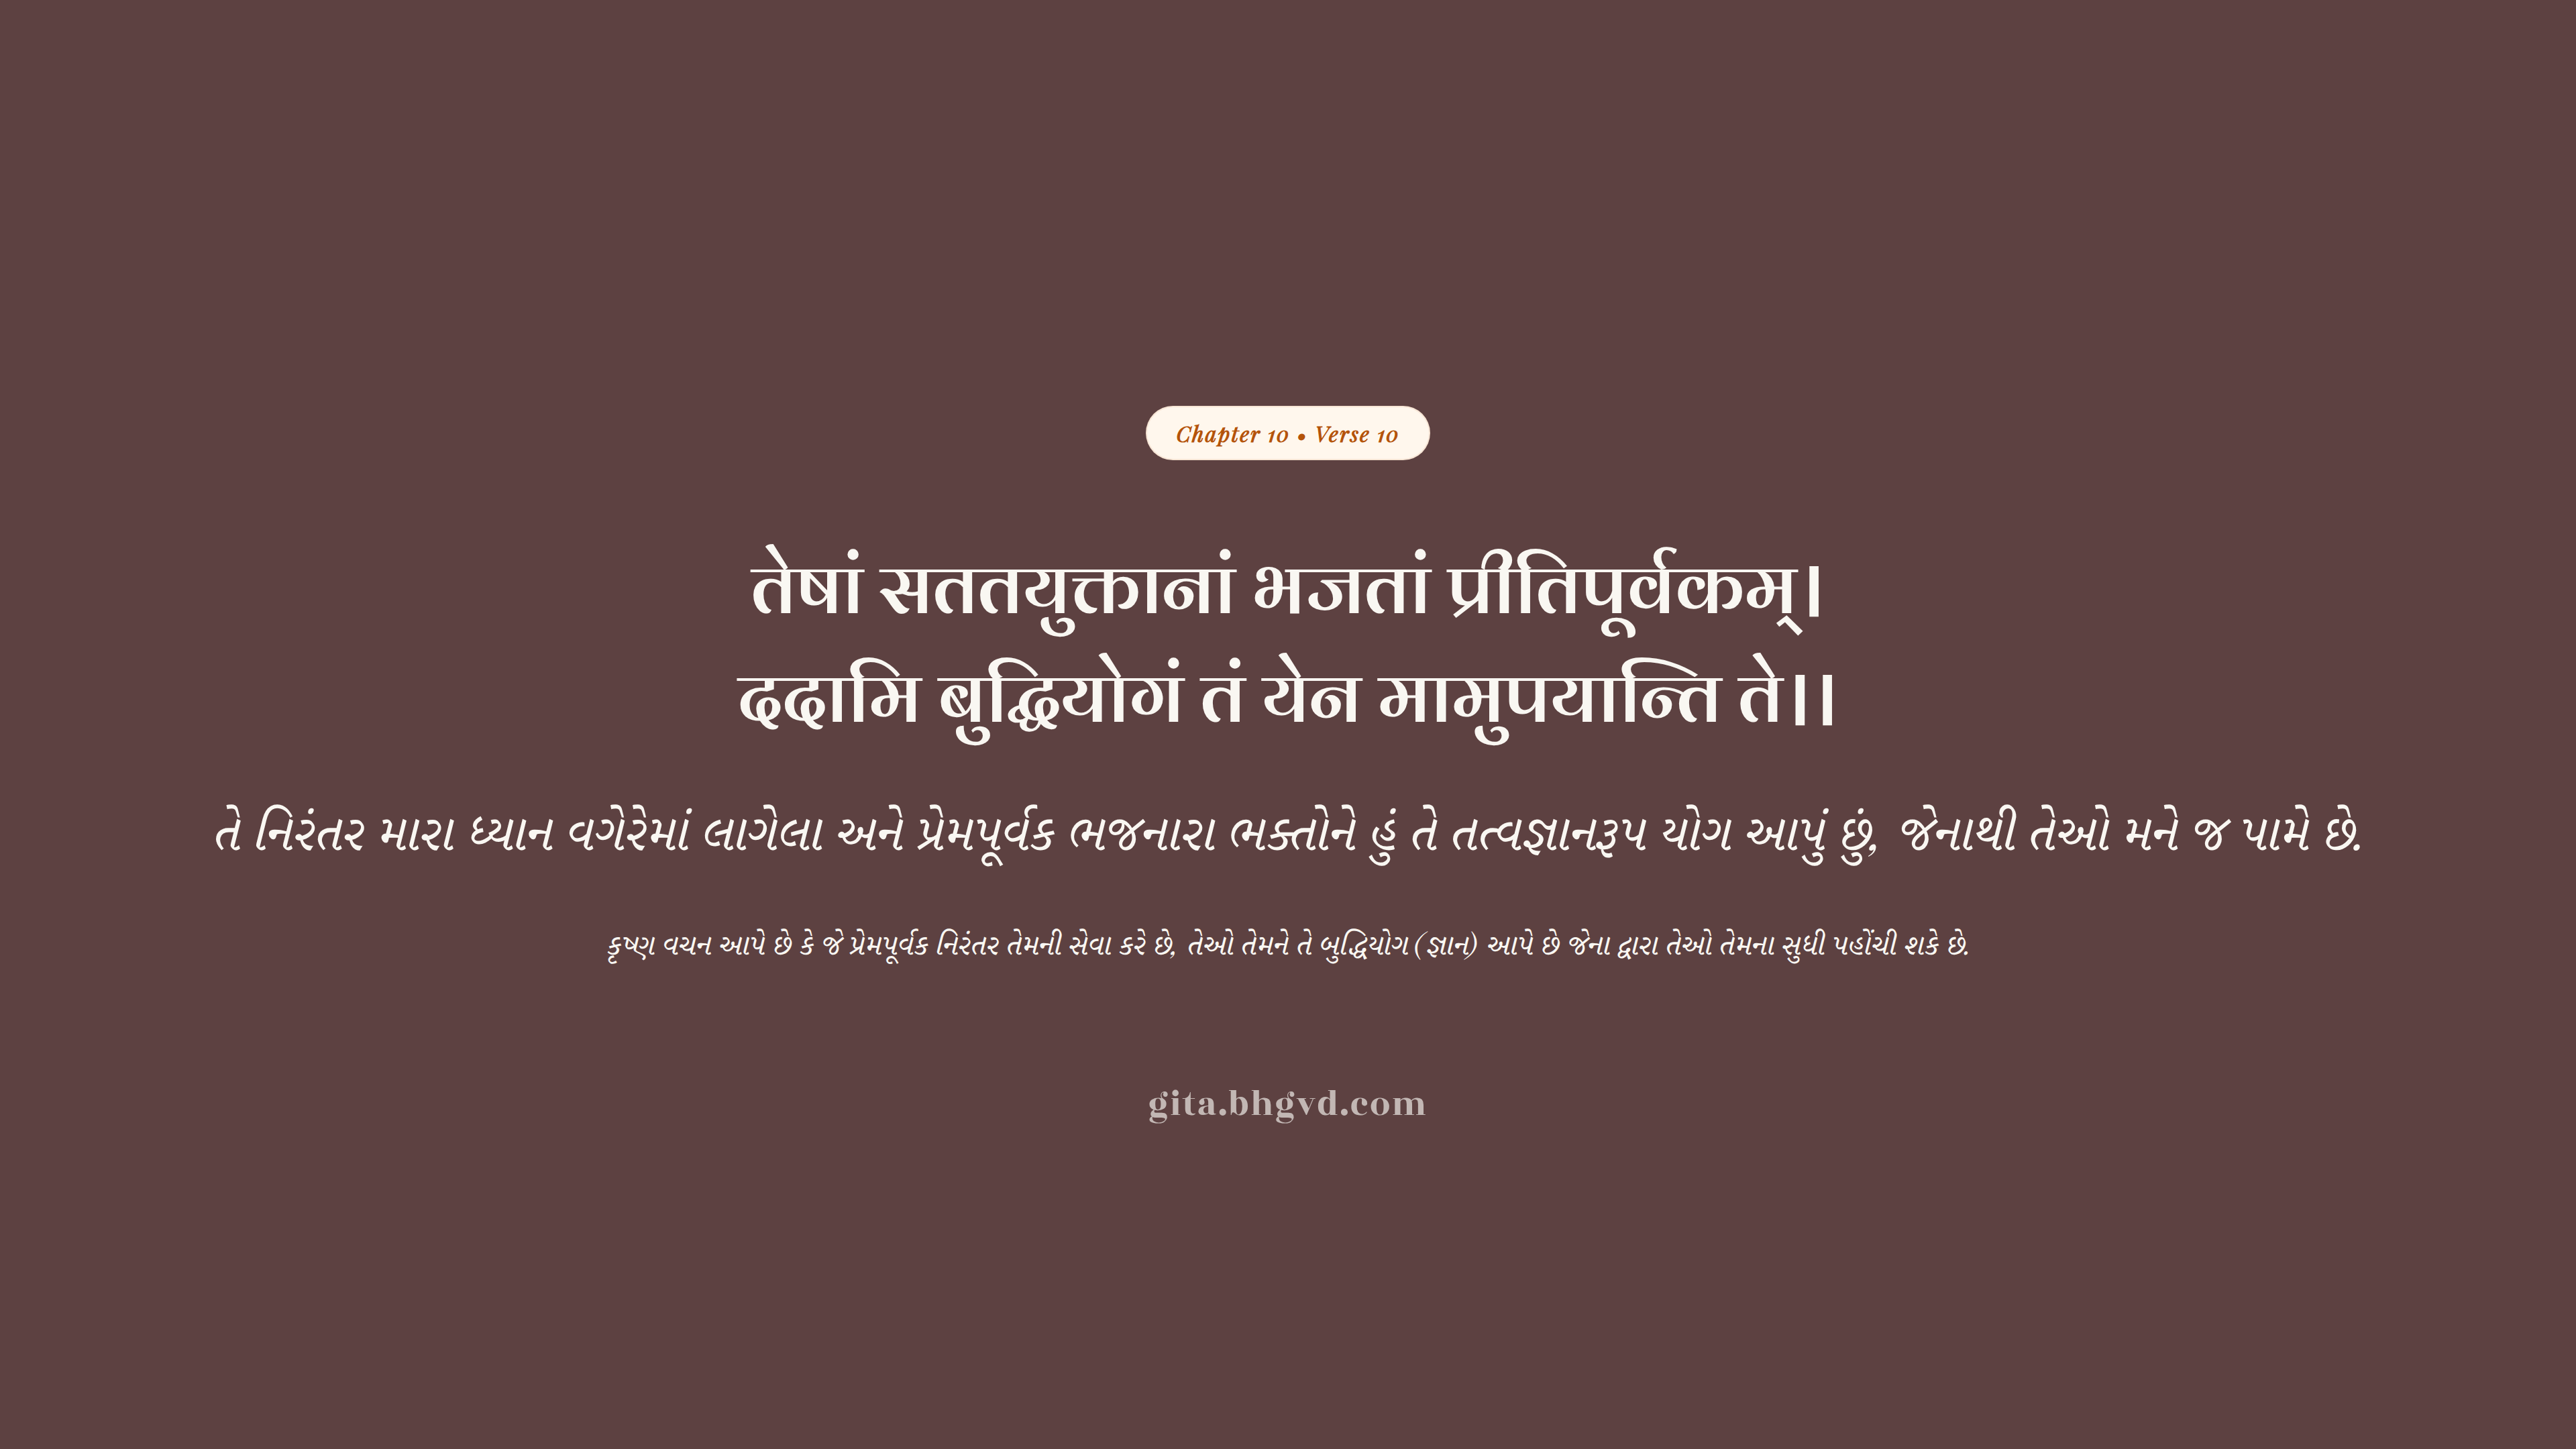 Chapter 10 • Verse 10
तेषां सततयुक्तानां भजतां प्रीतिपूर्वकम्।
ददामि बुद्धियोगं तं येन मामुपयान्ति ते।।
તે નિરંતર મારા ધ્યાન વગેરેમાં લાગેલા અને પ્રેમપૂર્વક ભજનારા ભક્તોને હું તે તત્વજ્ઞાનરૂપ યોગ આપું છું, જેનાથી તેઓ મને જ પામે છે.
કૃષ્ણ વચન આપે છે કે જે પ્રેમપૂર્વક નિરંતર તેમની સેવા કરે છે, તેઓ તેમને તે બુદ્ધિયોગ (જ્ઞાન) આપે છે જેના દ્વારા તેઓ તેમના સુધી પહોંચી શકે છે.
gita.bhgvd.com